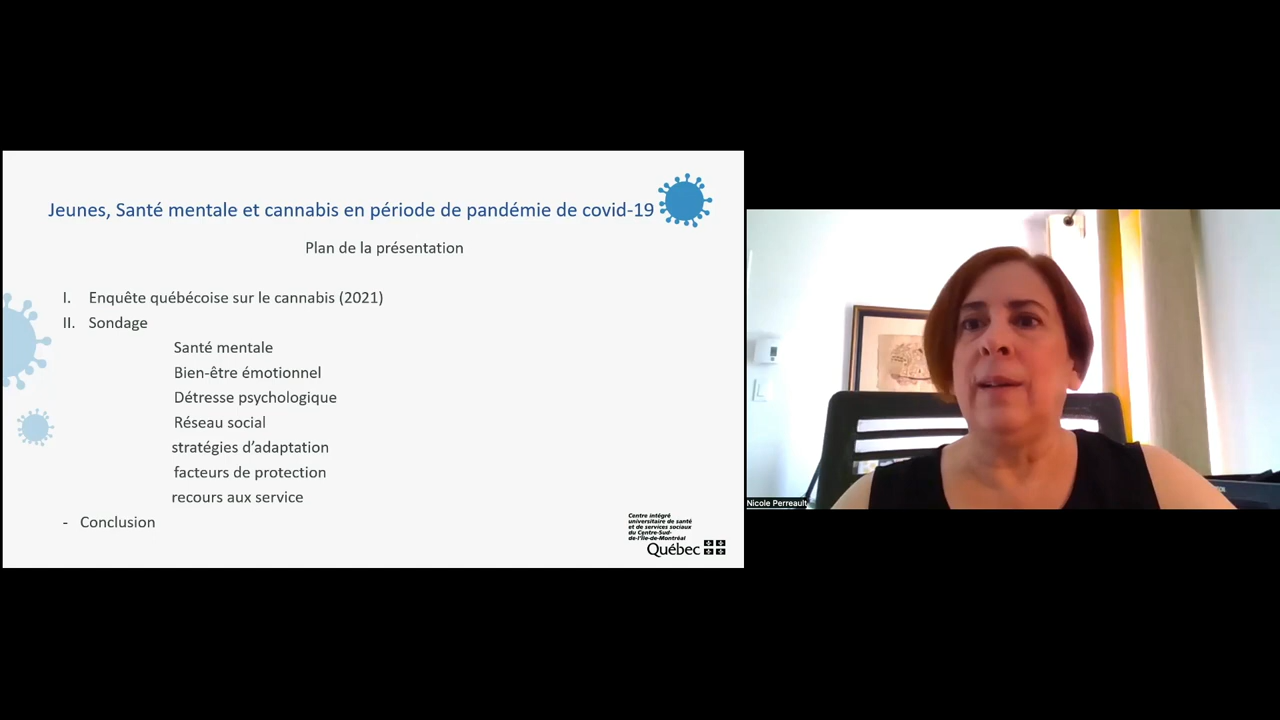 Jeunes, Santé mentale et cannabis en période de pandémie de covid-19
Plan de la présentation
I. Enquête québécoise sur le cannabis (2021)
II. Sondage
Santé mentale
Bien-être émotionnel
Détresse psychologique
Réseau social
stratégies d’adaptation
facteurs de protection
recours aux service
- Conclusion
Centre intégré
universitaire de santé
et de services sociaux
du Centre-Sud-
de-l'Île-de-Montréal
Québec
Nicole Perreault